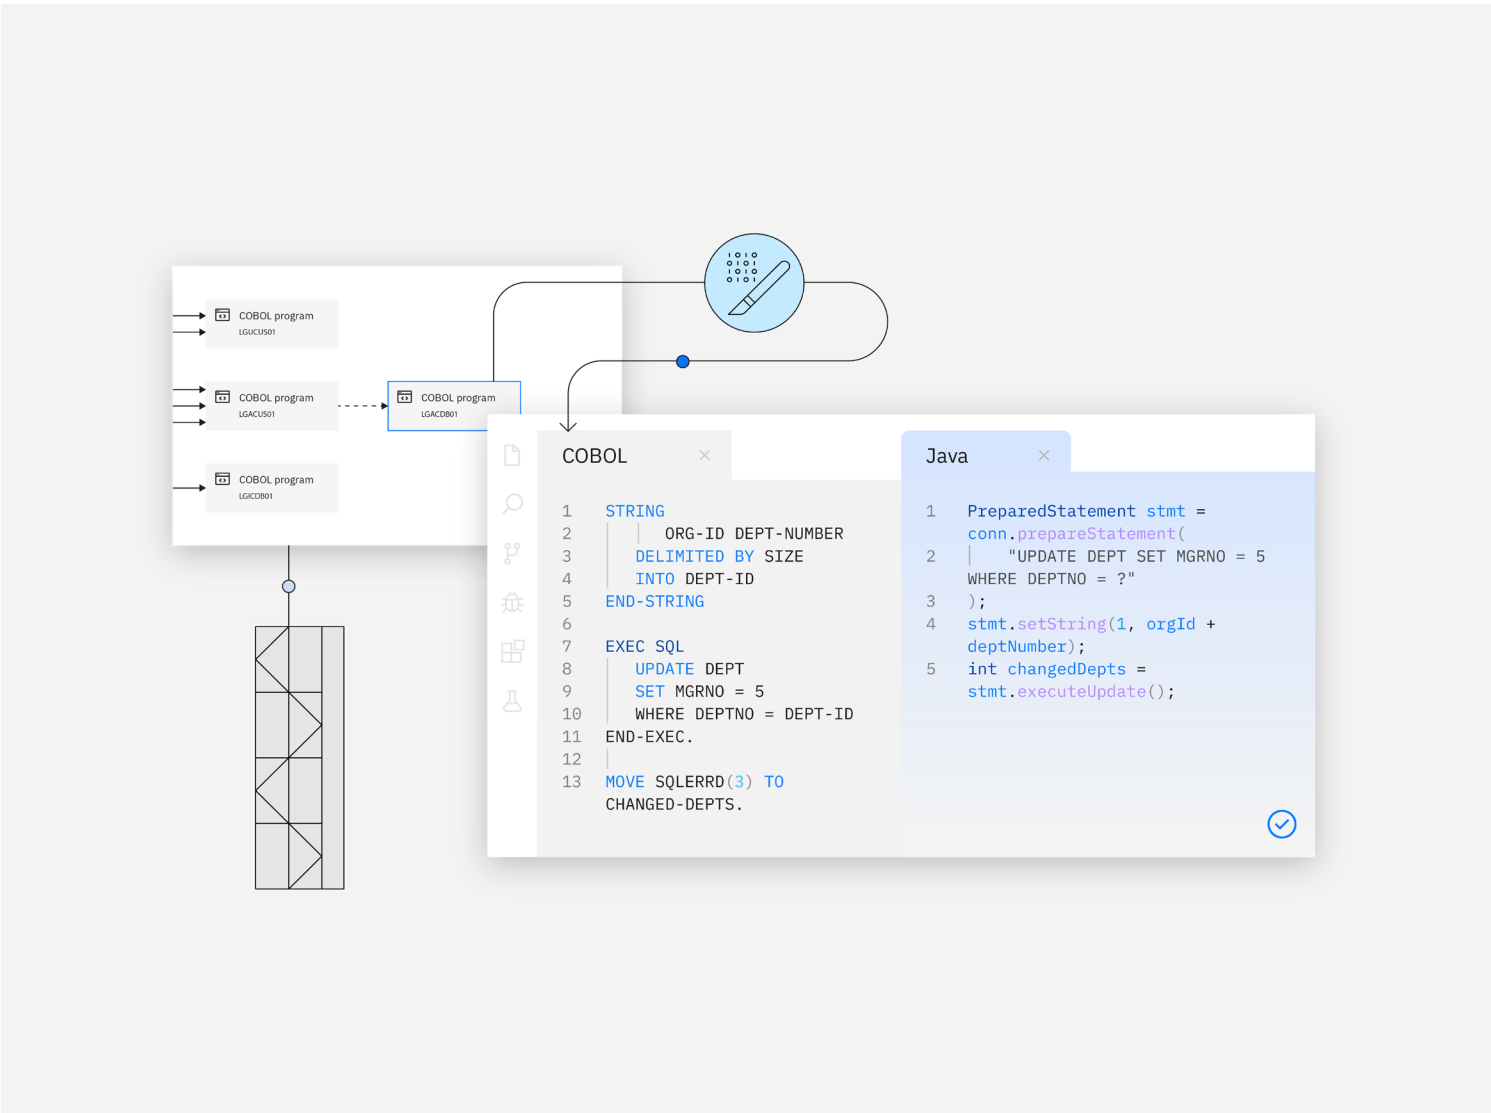 COBOL program
LGUCUS01
COBOL program
LGACUS01
COBOL program
LGACDB01
COBOL program
LGICDB01
COBOL
1 STRING
2 ORG-ID DEPT-NUMBER
3 DELIMITED BY SIZE
4 INTO DEPT-ID
5 END-STRING
6
7 EXEC SQL
8 UPDATE DEPT
9 SET MGRNO = 5
10 WHERE DEPTNO = DEPT-ID
11 END-EXEC.
12
13 MOVE SQLERRD(3) TO
CHANGED-DEPTS.
Java
1 PreparedStatement stmt =
conn.prepareStatement(
2 "UPDATE DEPT SET MGRNO = 5
WHERE DEPTNO = ?"
3 );
4 stmt.setString(1, orgId +
deptNumber);
5 int changedDepts =
stmt.executeUpdate();